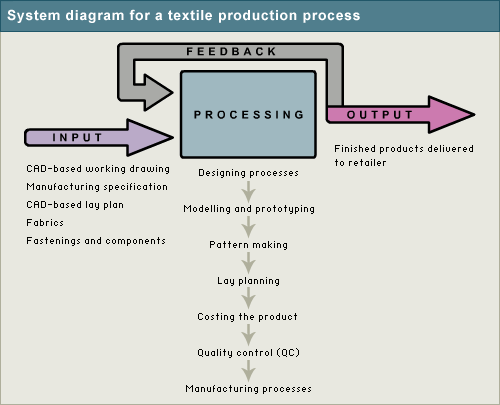 System diagram for a textile production process
FEEDBACK
PROCESSING
INPUT
OUTPUT
CAD-based working drawing
Manufacturing specification
CAD-based lay plan
Fabrics
Fastenings and components
Finished products delivered
to retailer
Designing processes
Modelling and prototyping
Pattern making
Lay planning
Costing the product
Quality control (QC)
Manufacturing processes